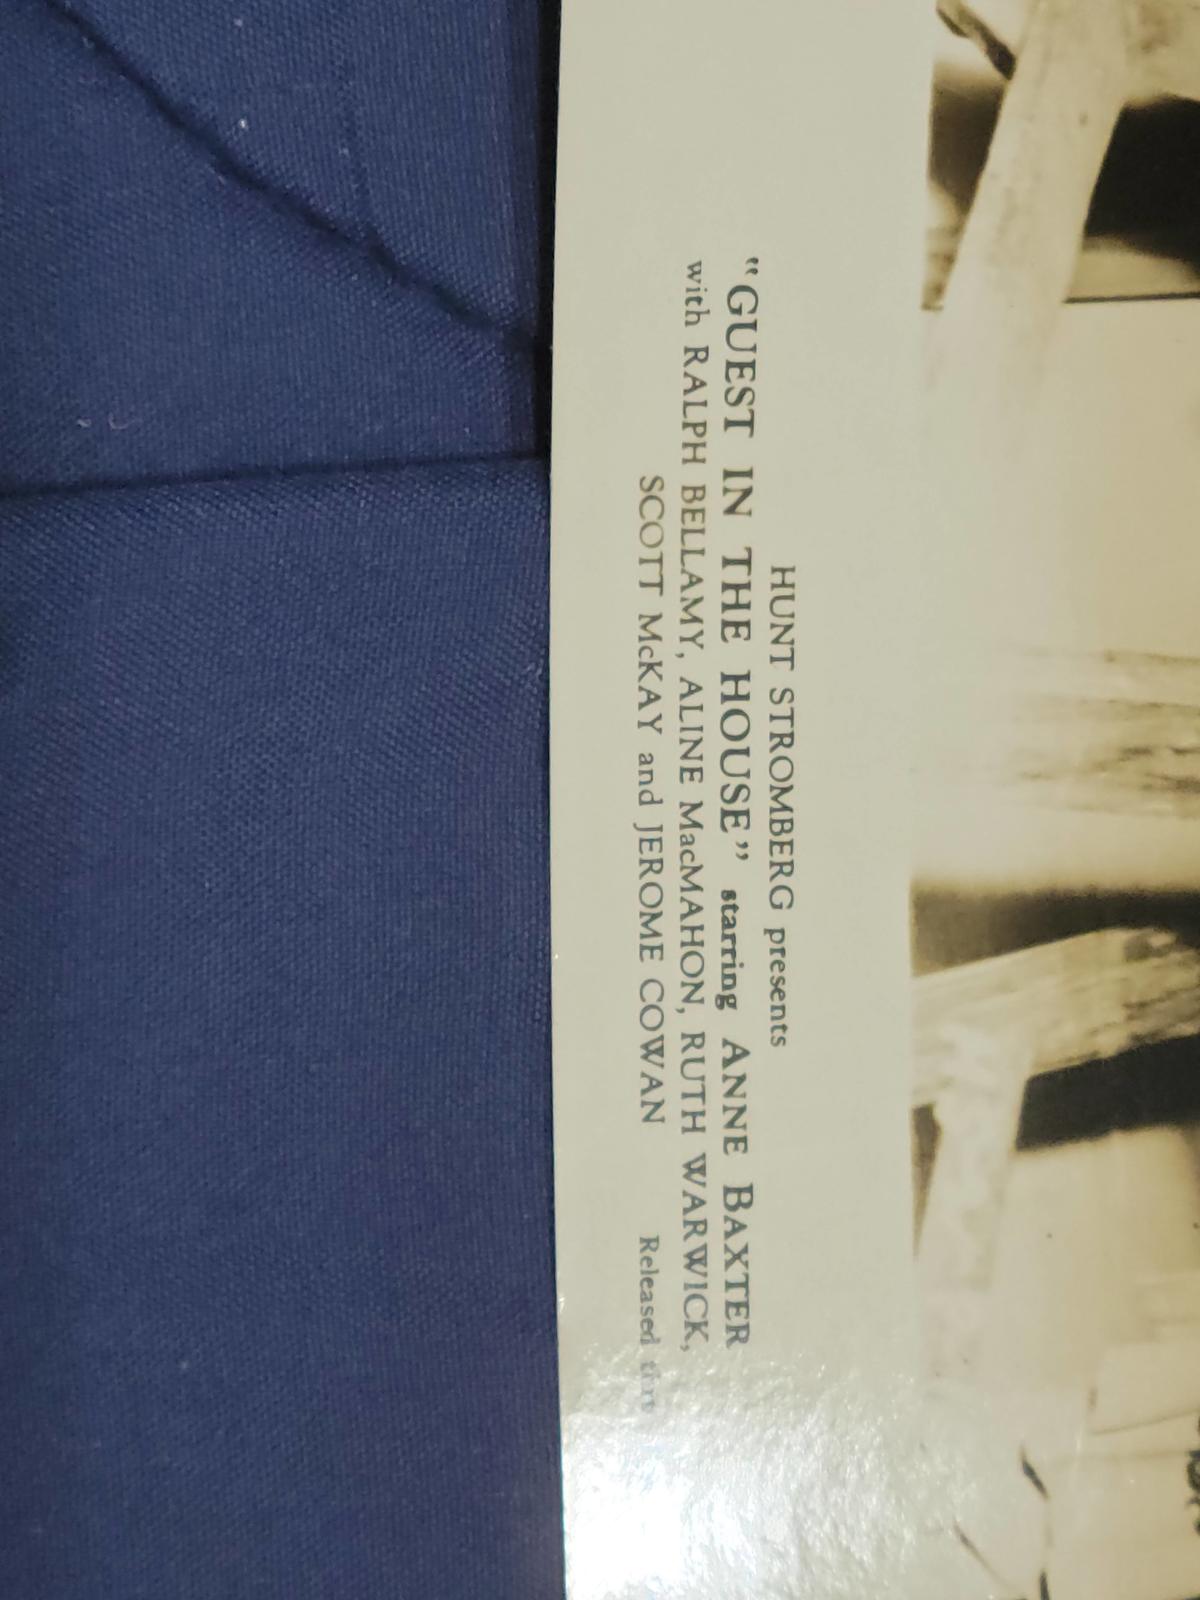 HUNT STROMBERG presents
"GUEST IN THE HOUSE" starring ANNE BAXTER
with RALPH BELLAMY, ALINE MacMAHON, RUTH WARWICK,
SCOTT McKAY and JEROME COWAN Released thru